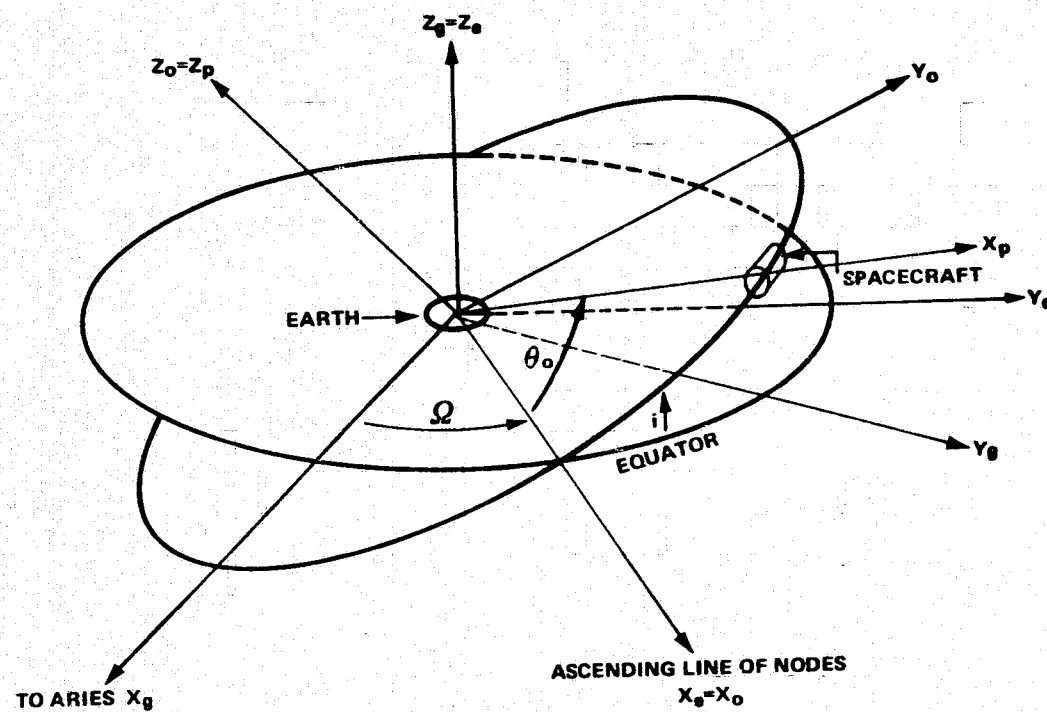 Zg=Ze
Zo=Zp
Yo
Xp
SPACECRAFT
Ye
EARTH
θo
Ω
i
EQUATOR
Yg
ASCENDING LINE OF NODES
Xe=Xo
TO ARIES Xg